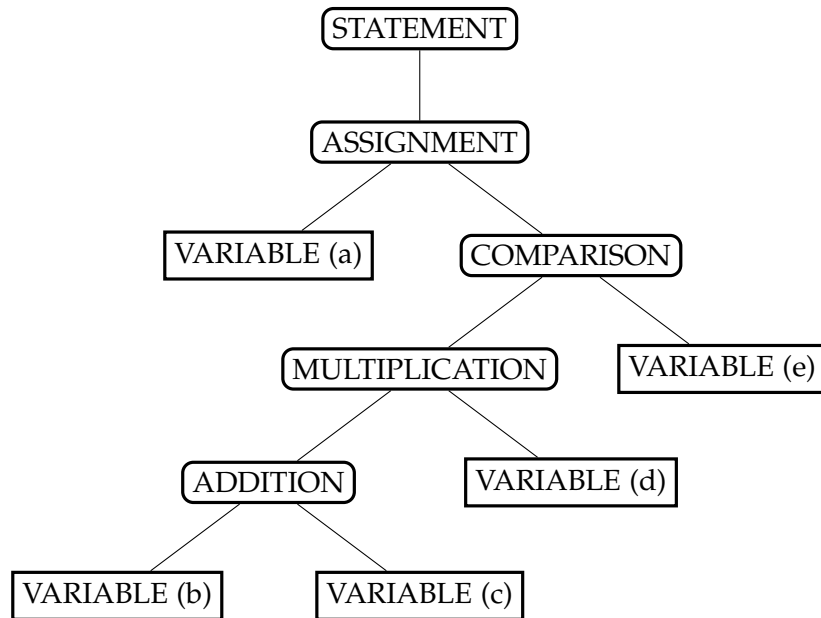 STATEMENT
ASSIGNMENT
VARIABLE (a)
COMPARISON
MULTIPLICATION
VARIABLE (e)
ADDITION
VARIABLE (d)
VARIABLE (b)
VARIABLE (c)